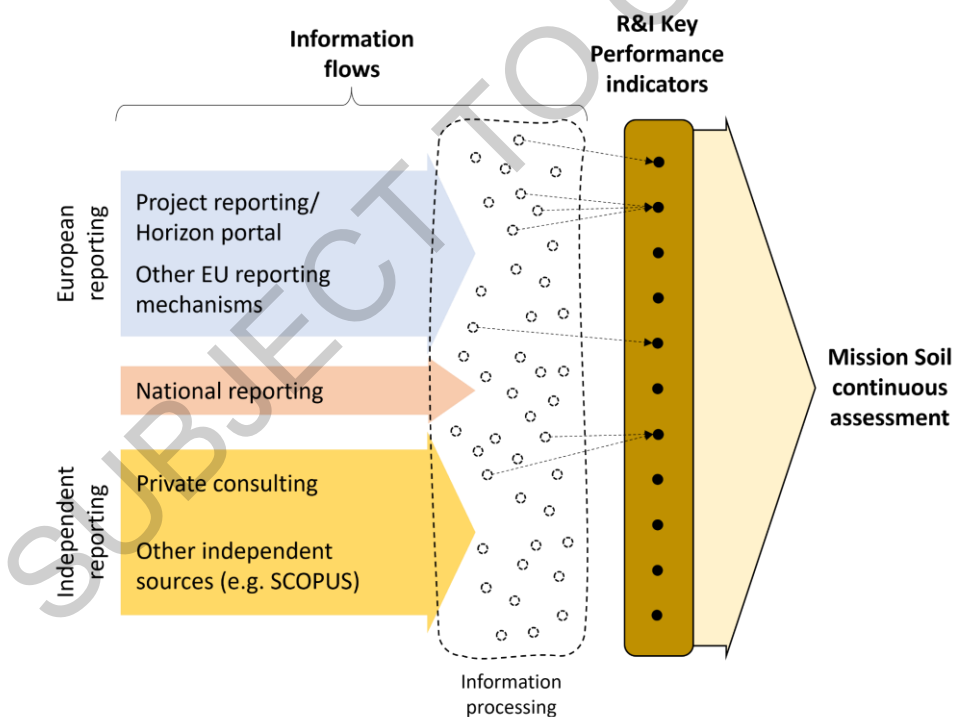 Information
flows
R&I Key
Performance
indicators
European
reporting
Project reporting/
Horizon portal
Other EU reporting
mechanisms
National reporting
Independent
reporting
Private consulting
Other independent
sources (e.g. SCOPUS)
Mission Soil
continuous
assessment
Information
processing
SUBJECT TO